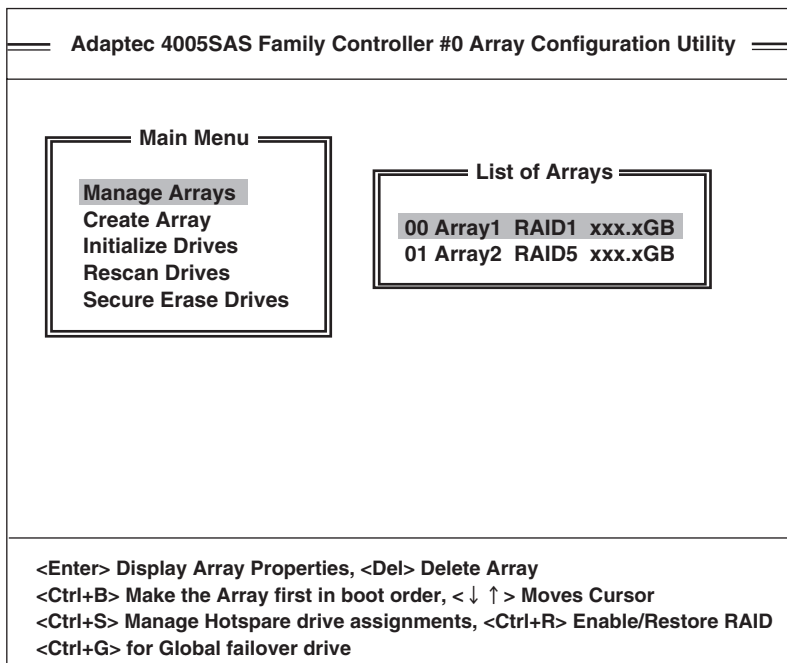 Adaptec 4005SAS Family Controller #0 Array Configuration Utility
Main Menu
Manage Arrays
Create Array
Initialize Drives
Rescan Drives
Secure Erase Drives
List of Arrays
00 Array1 RAID1 xxx.xGB
01 Array2 RAID5 xxx.xGB
<Enter> Display Array Properties, <Del> Delete Array
<Ctrl+B> Make the Array first in boot order, <↓ ↑> Moves Cursor
<Ctrl+S> Manage Hotspare drive assignments, <Ctrl+R> Enable/Restore RAID
<Ctrl+G> for Global failover drive